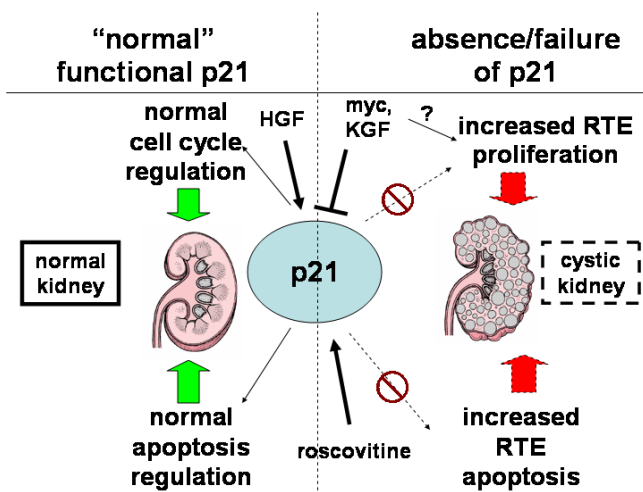 “normal”
functional p21
absence/failure
of p21
normal
cell cycle
regulation
HGF
myc,
KGF
?
increased RTE
proliferation
normal
kidney
p21
cystic
kidney
normal
apoptosis
regulation
roscovitine
increased
RTE
apoptosis